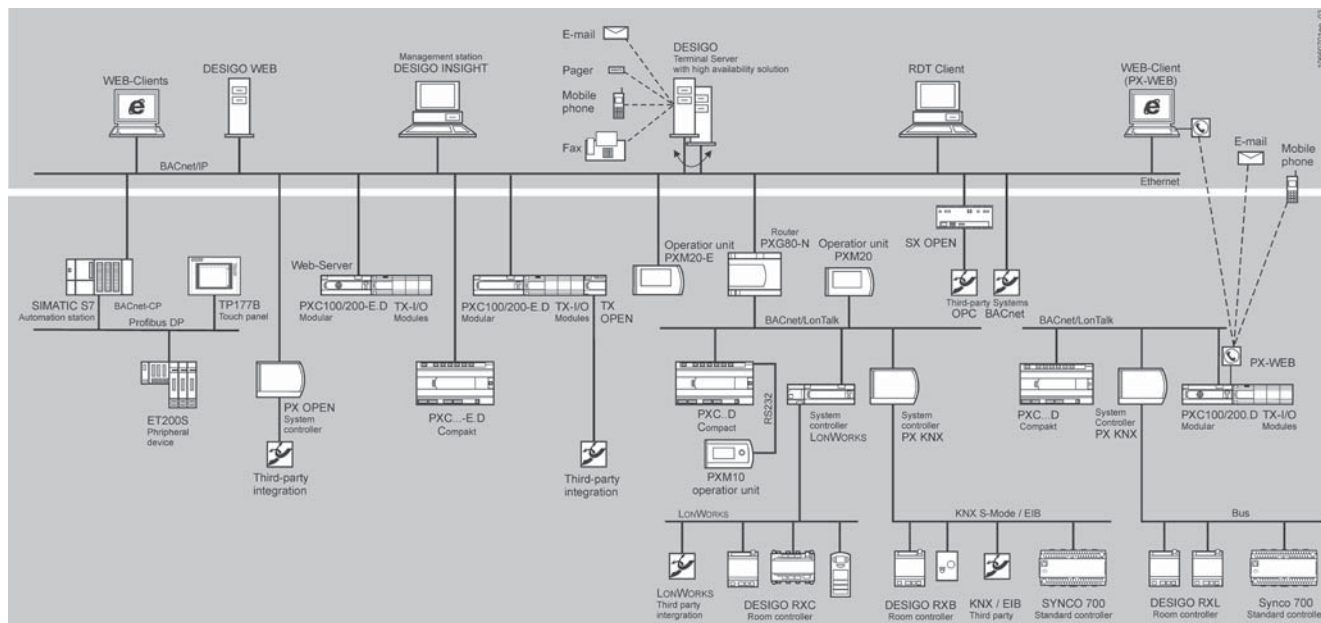 E-mail
Pager
Mobile
phone
Fax
DESIGO
Terminal Server
with high availability solution
WEB-Clients
DESIGO WEB
Management station
DESIGO INSIGHT
RDT Client
WEB-Client
(PX-WEB)
E-mail
Mobile
phone
BACnet/IP
Ethernet
SIMATIC S7
Automation station
BACnet-CP
TP177B
Touch panel
Profibus DP
ET200S
Phripheral
device
PX OPEN
System
controller
Third-party
integration
Web-Server
PXC100/200-E.D
Modular
TX-I/O
Modules
PXC...-E.D
Compakt
PXC100/200-E.D
Modular
TX-I/O
Modules
TX
OPEN
Third-party
integration
Operatior unit
PXM20-E
Router
PXG80-N
Operatior unit
PXM20
SX OPEN
Third-party
OPC
Systems
BACnet
BACnet/LonTalk
PXC...D
Compact
RS232
PXM10
operatior unit
System
controller
LONWORKS
System
controller
PX KNX
BACnet/LonTalk
PXC...D
Compakt
System
Controller
PX KNX
PX-WEB
PXC100/200.D
Modular
TX-I/O
Modules
LONWORKS
LONWORKS
Third party
intergration
DESIGO RXC
Room controller
KNX S-Mode / EIB
DESIGO RXB
Room controller
KNX / EIB
Third party
SYNCO 700
Standard controller
Bus
DESIGO RXL
Room controller
Synco 700
Standard controller